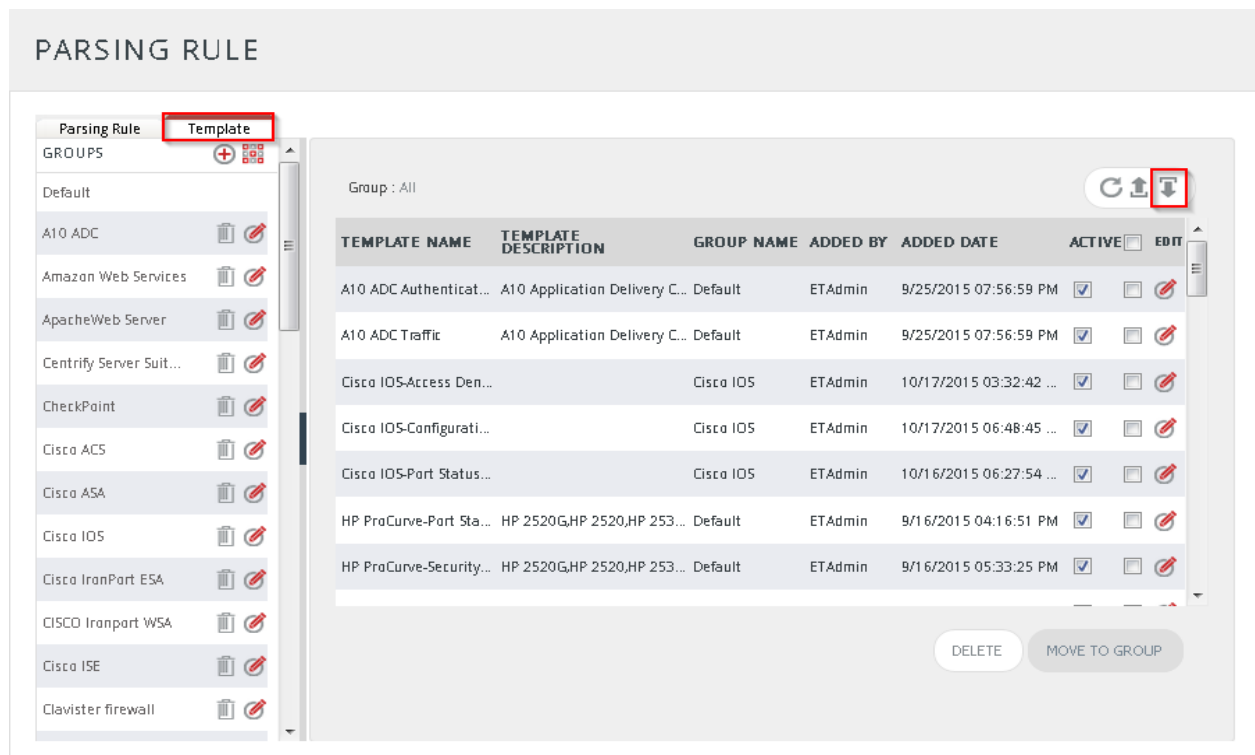 PARSING RULE
Parsing Rule Template
GROUPS
Default
A10 ADC
Amazon Web Services
ApacheWeb Server
Centrify Server Suit...
CheckPoint
Cisco ACS
Cisco ASA
Cisco IOS
Cisco IronPort ESA
CISCO Ironport WSA
Cisco ISE
Clavister firewall
Group : All
TEMPLATE NAME TEMPLATE DESCRIPTION GROUP NAME ADDED BY ADDED DATE ACTIVE EDIT
A10 ADC Authenticat... A10 Application Delivery C... Default ETAdmin 9/25/2015 07:56:59 PM
A10 ADC Traffic A10 Application Delivery C... Default ETAdmin 9/25/2015 07:56:59 PM
Cisco IOS-Access Den... Cisco IOS ETAdmin 10/17/2015 03:32:42 ...
Cisco IOS-Configurati... Cisco IOS ETAdmin 10/17/2015 06:48:45 ...
Cisco IOS-Port Status... Cisco IOS ETAdmin 10/16/2015 06:27:54 ...
HP ProCurve-Port Sta... HP 2520G,HP 2520,HP 253... Default ETAdmin 9/16/2015 04:16:51 PM
HP ProCurve-Security... HP 2520G,HP 2520,HP 253... Default ETAdmin 9/16/2015 05:33:25 PM
DELETE MOVE TO GROUP